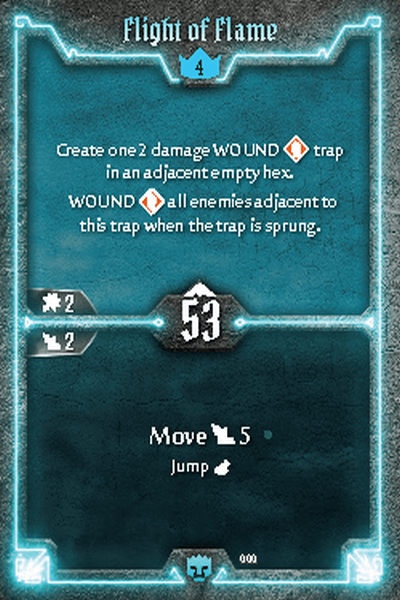 Flight of Flame
4
Create one 2 damage WOUND trap
in an adjacent empty hex.
WOUND all enemies adjacent to
this trap when the trap is sprung.
2
53
2
Move 5
Jump
000